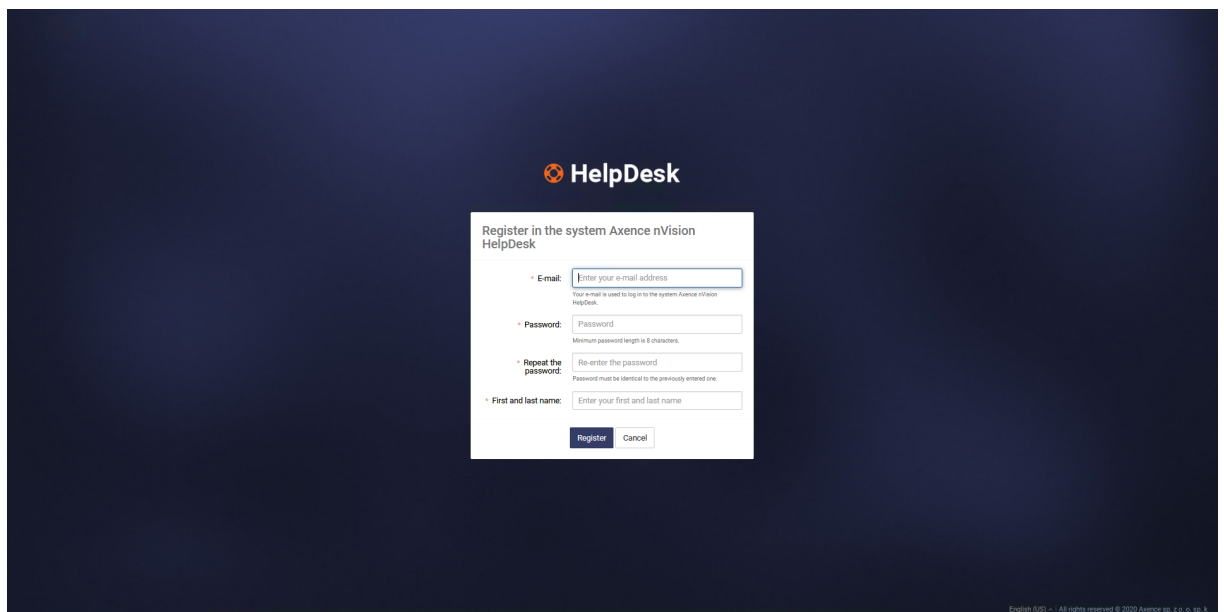 HelpDesk
Register in the system Axence nVision
HelpDesk
* E-mail:
Enter your e-mail address
Your e-mail is used to log in to the system Axence nVision
HelpDesk.
* Password:
Password
Minimum password length is 8 characters.
* Repeat the
password:
Re-enter the password
Password must be identical to the previously entered one.
* First and last name:
Enter your first and last name
Register
Cancel
English (US) | All rights reserved © 2020 Axence sp. z o. o. sp. k